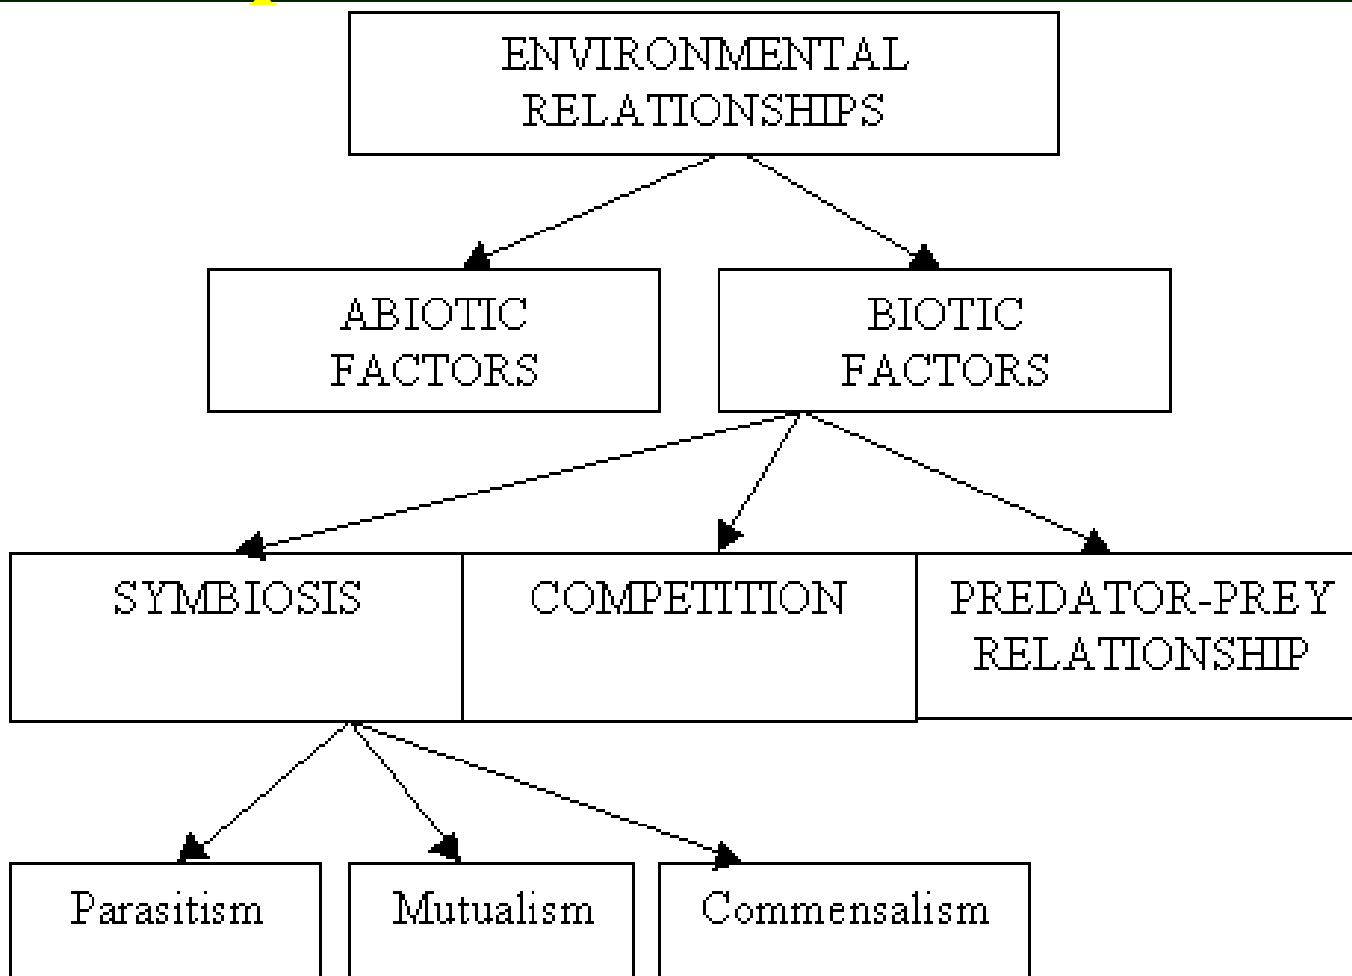 ENVIRONMENTAL
RELATIONSHIPS
ABIOTIC
FACTORS
BIOTIC
FACTORS
SYMBIOSIS
COMPETITION
PREDATOR-PREY
RELATIONSHIP
Parasitism
Mutualism
Commensalism